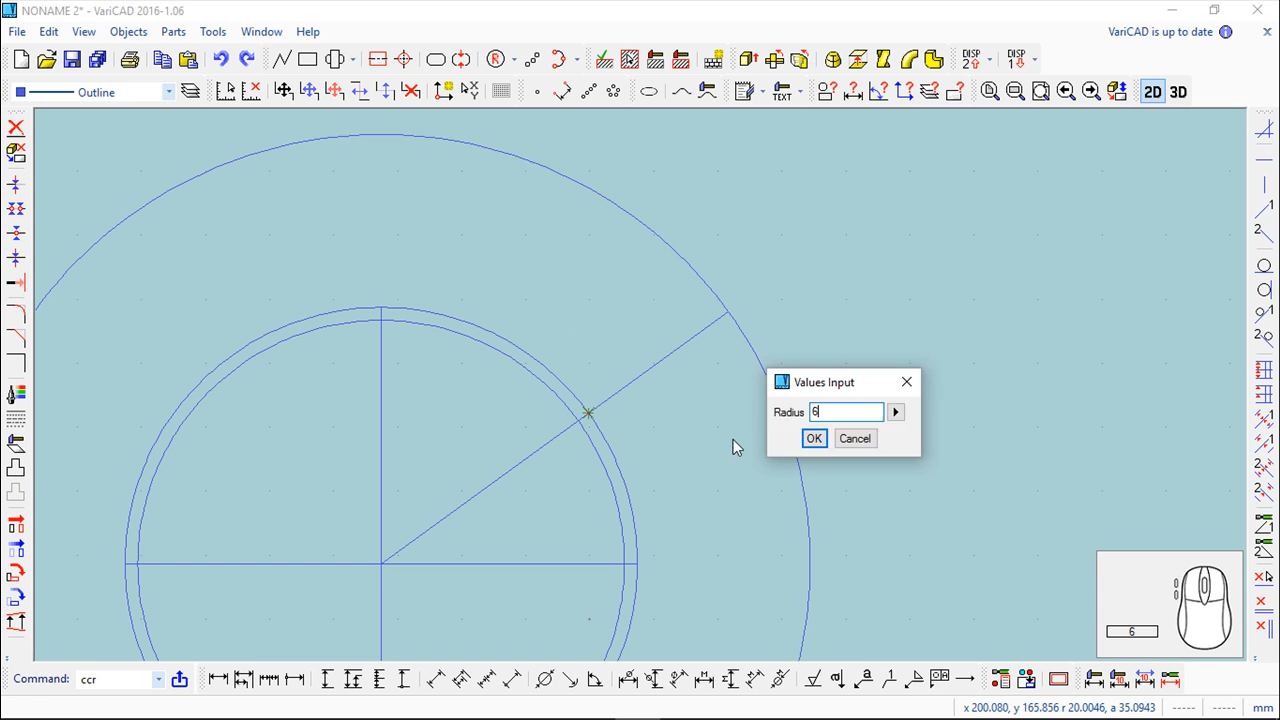 NONAME 2* - VariCAD 2016-1.06
File Edit View Objects Parts Tools Window Help
VariCAD is up to date
DISP 2 DISP 1
Outline
TEXT
2D 3D
Values Input
Radius 6
OK Cancel
6
Command: ccr
x 200.080, y 165.856 r 20.0046, a 35.0943 -----, ----- mm